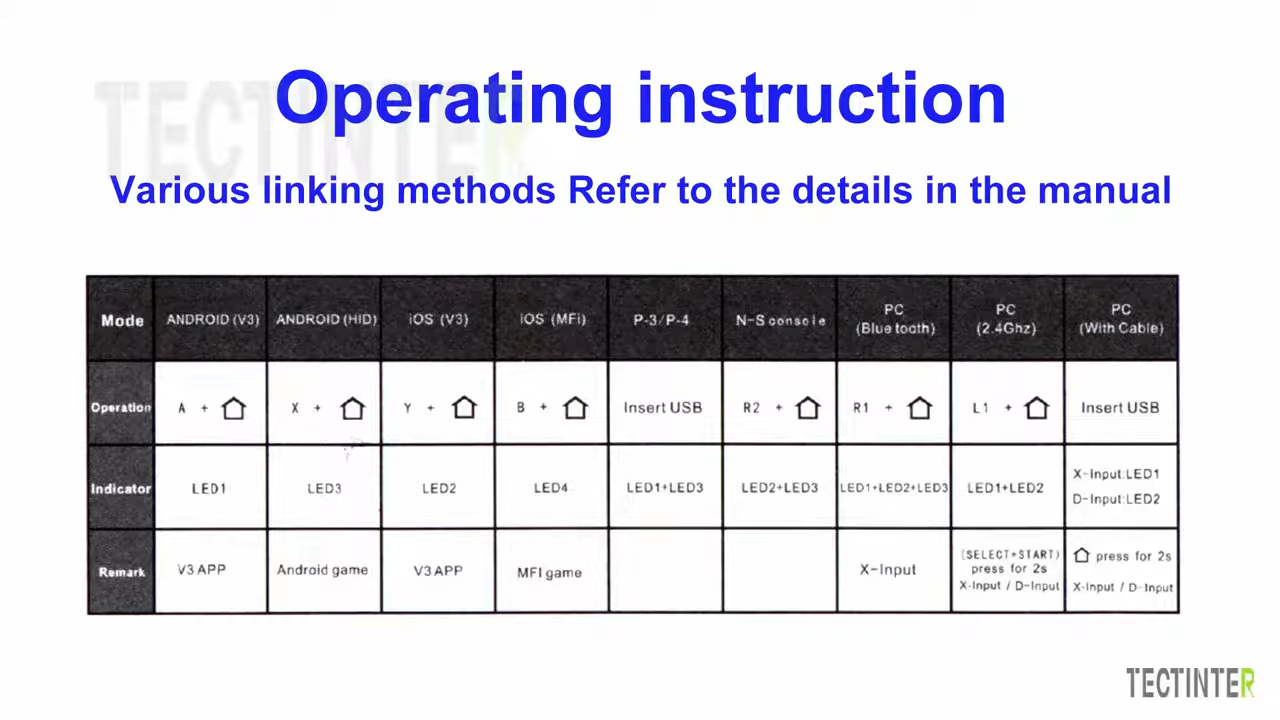 TECTINTER
Operating instruction
Various linking methods Refer to the details in the manual
Mode ANDROID (V3) ANDROID (HID) iOS (V3) iOS (MFi) P-3/P-4 N-S console PC (Blue tooth) PC (2.4Ghz) PC (With Cable)
Operation A + X + Y + B + Insert USB R2 + R1 + L1 + Insert USB
Indicator LED1 LED3 LED2 LED4 LED1+LED3 LED2+LED3 LED1+LED2+LED3 LED1+LED2 X-Input:LED1 D-Input:LED2
Remark V3 APP Android game V3 APP MFI game X-Input (SELECT+START) press for 2s X-Input / D-Input press for 2s X-Input / D-Input
TECTINTER